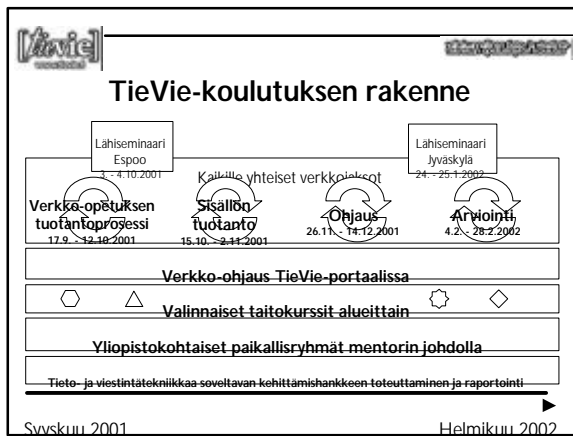 [tievie]
TieVie-koulutuksen rakenne
Lähiseminaari
Espoo
3. - 4.10.2001
Lähiseminaari
Jyväskylä
24. - 25.1.2002
Kaikille yhteiset verkkojaksot
Verkko-opetuksen
tuotantoprosessi
17.9. - 12.10.2001
Sisällön
tuotanto
15.10. - 2.11.2001
Ohjaus
26.11. - 14.12.2001
Arviointi
4.2. - 28.2.2002
Verkko-ohjaus TieVie-portaalissa
Valinnaiset taitokurssit alueittain
Yliopistokohtaiset paikallisryhmät mentorin johdolla
Tieto- ja viestintätekniikkaa soveltavan kehittämishankkeen toteuttaminen ja raportointi
Syyskuu 2001
Helmikuu 2002